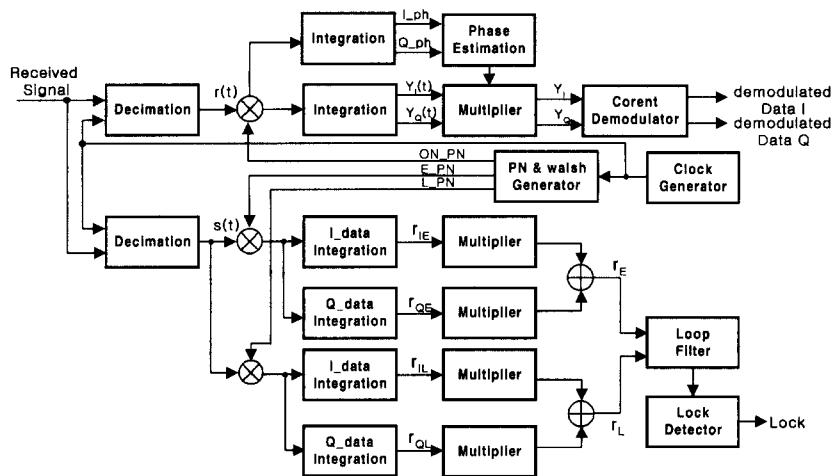 I_ph
Q_ph
Integration
Phase
Estimation
Received
Signal
Decimation
r(t)
Integration
Y_I(t)
Y_Q(t)
Multiplier
Y_I
Y_Q
Corent
Demodulator
demodulated
Data I
demodulated
Data Q
ON_PN
E_PN
L_PN
PN & walsh
Generator
Clock
Generator
Decimation
s(t)
I_data
Integration
r_IE
Multiplier
r_E
Q_data
Integration
r_QE
Multiplier
Loop
Filter
I_data
Integration
r_IL
Multiplier
r_L
Lock
Detector
Lock
Q_data
Integration
r_QL
Multiplier